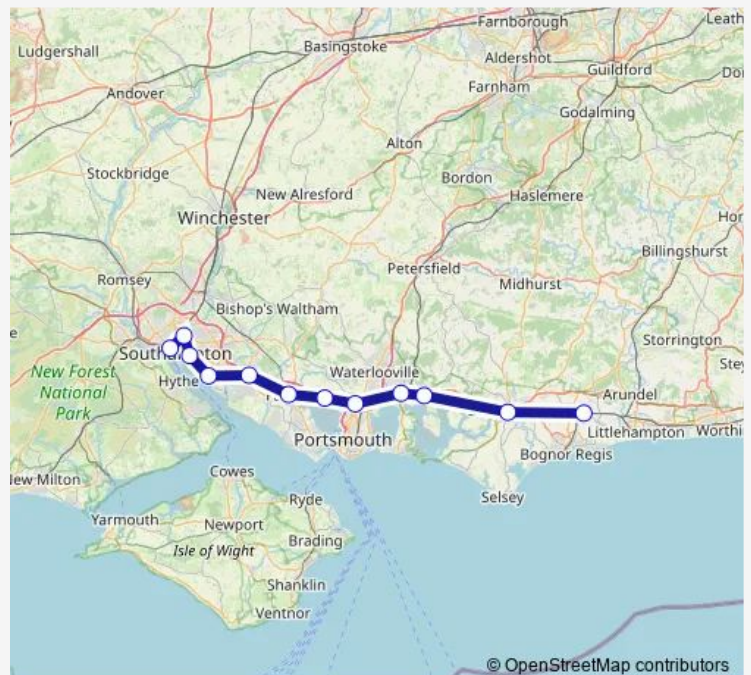 Farnborough
Leath
Ludgershall
Basingstoke
Aldershot
Guildford
Andover
Farnham
Godalming
Alton
Stockbridge
Bordon
New Alresford
Haslemere
Winchester
Billingshurst
Petersfield
Romsey
Midhurst
Bishop's Waltham
Storrington
Southampton
Waterlooville
New Forest
National
Park
Hythe
Arundel
Littlehampton
Worthi
Portsmouth
Bognor Regis
Cowes
Selsey
Ryde
Yarmouth
Newport
Brading
Isle of Wight
Shanklin
Ventnor
© OpenStreetMap contributors